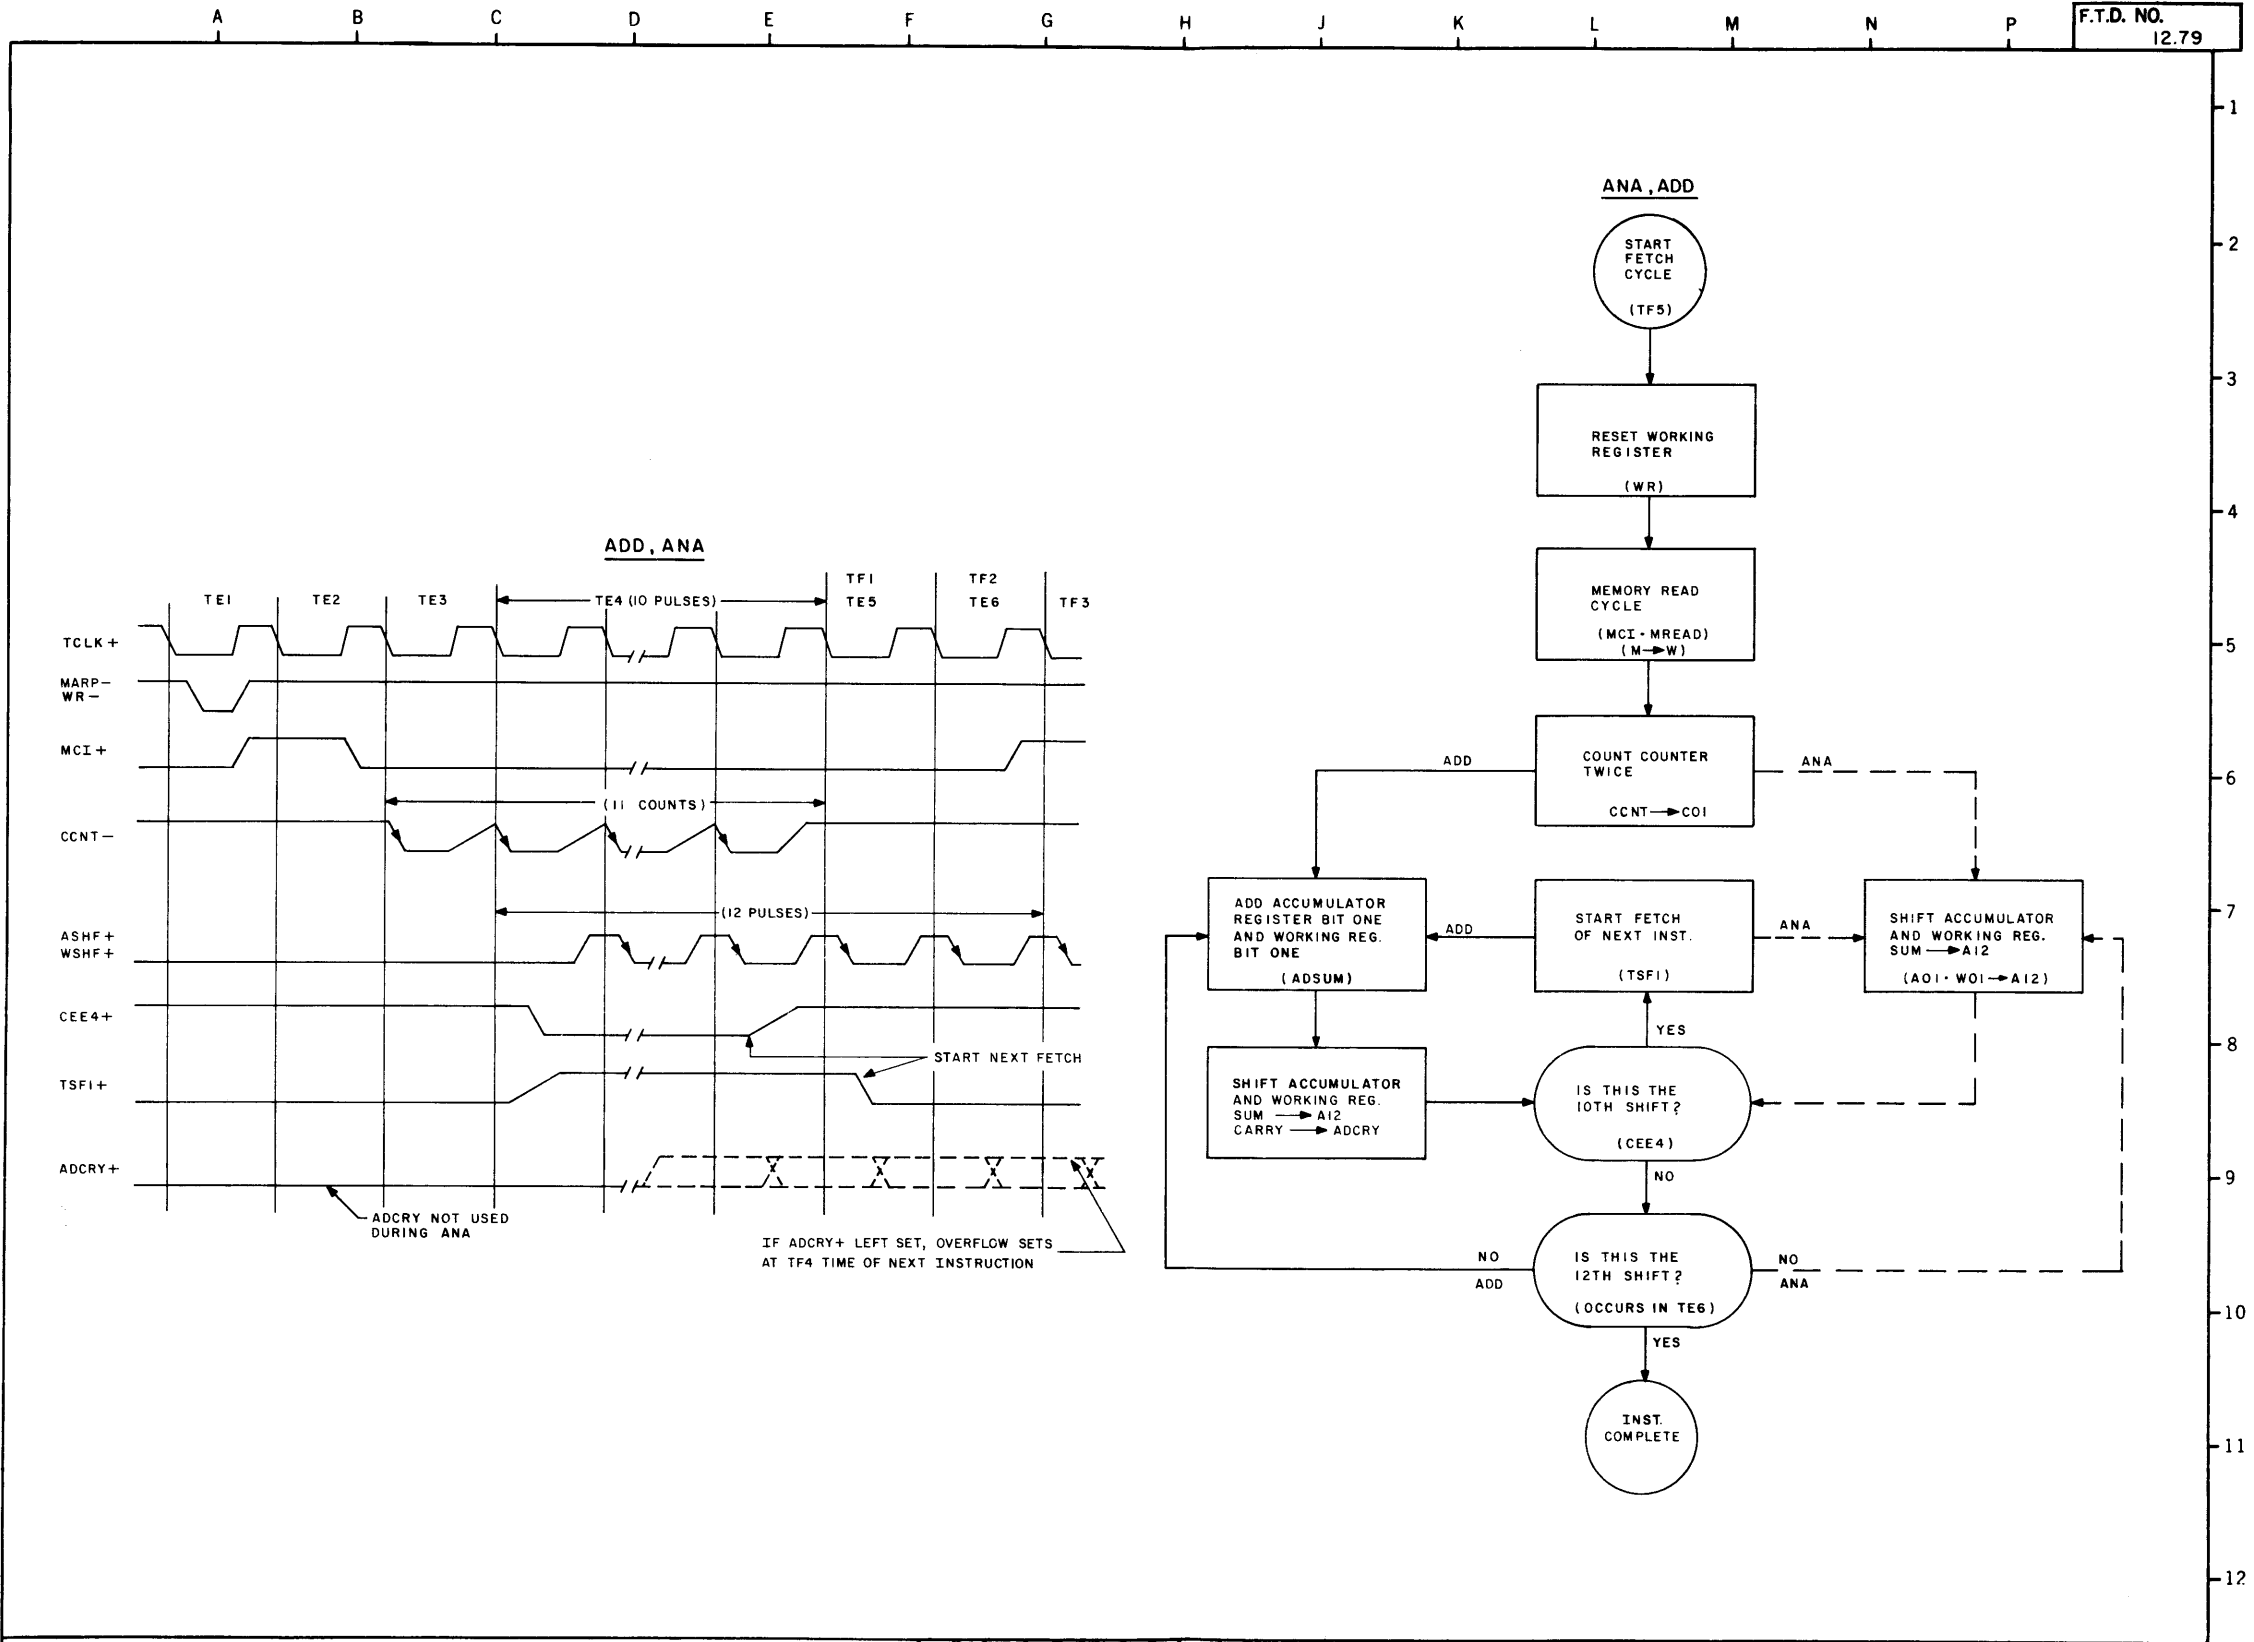 A B C D E F G H J K L M N P
F.T.D. NO.
12.79
1
2
3
4
5
6
7
8
9
10
11
12
ADD, ANA
TE1 TE2 TE3 TE4 (10 PULSES) TF1 TF2
TE5 TE6 TF3
TCLK+
MARP-
WR-
MCI+
(11 COUNTS)
CCNT-
(12 PULSES)
ASHF+
WSHF+
CEE4+
START NEXT FETCH
TSF1+
ADCRY+
ADCRY NOT USED
DURING ANA
IF ADCRY+ LEFT SET, OVERFLOW SETS
AT TF4 TIME OF NEXT INSTRUCTION
ANA, ADD
START
FETCH
CYCLE
(TF5)
RESET WORKING
REGISTER
(WR)
MEMORY READ
CYCLE
(MCI·MREAD)
(M→W)
COUNT COUNTER
TWICE
CCNT→C01
ADD
ANA
ADD ACCUMULATOR
REGISTER BIT ONE
AND WORKING REG.
BIT ONE
(ADSUM)
ADD
START FETCH
OF NEXT INST.
(TSF1)
ANA
SHIFT ACCUMULATOR
AND WORKING REG.
SUM →A12
(A01·W01→A12)
YES
SHIFT ACCUMULATOR
AND WORKING REG.
SUM → A12
CARRY → ADCRY
IS THIS THE
10TH SHIFT?
(CEE4)
NO
IS THIS THE
12TH SHIFT?
(OCCURS IN TE6)
NO
ADD
NO
ANA
YES
INST.
COMPLETE